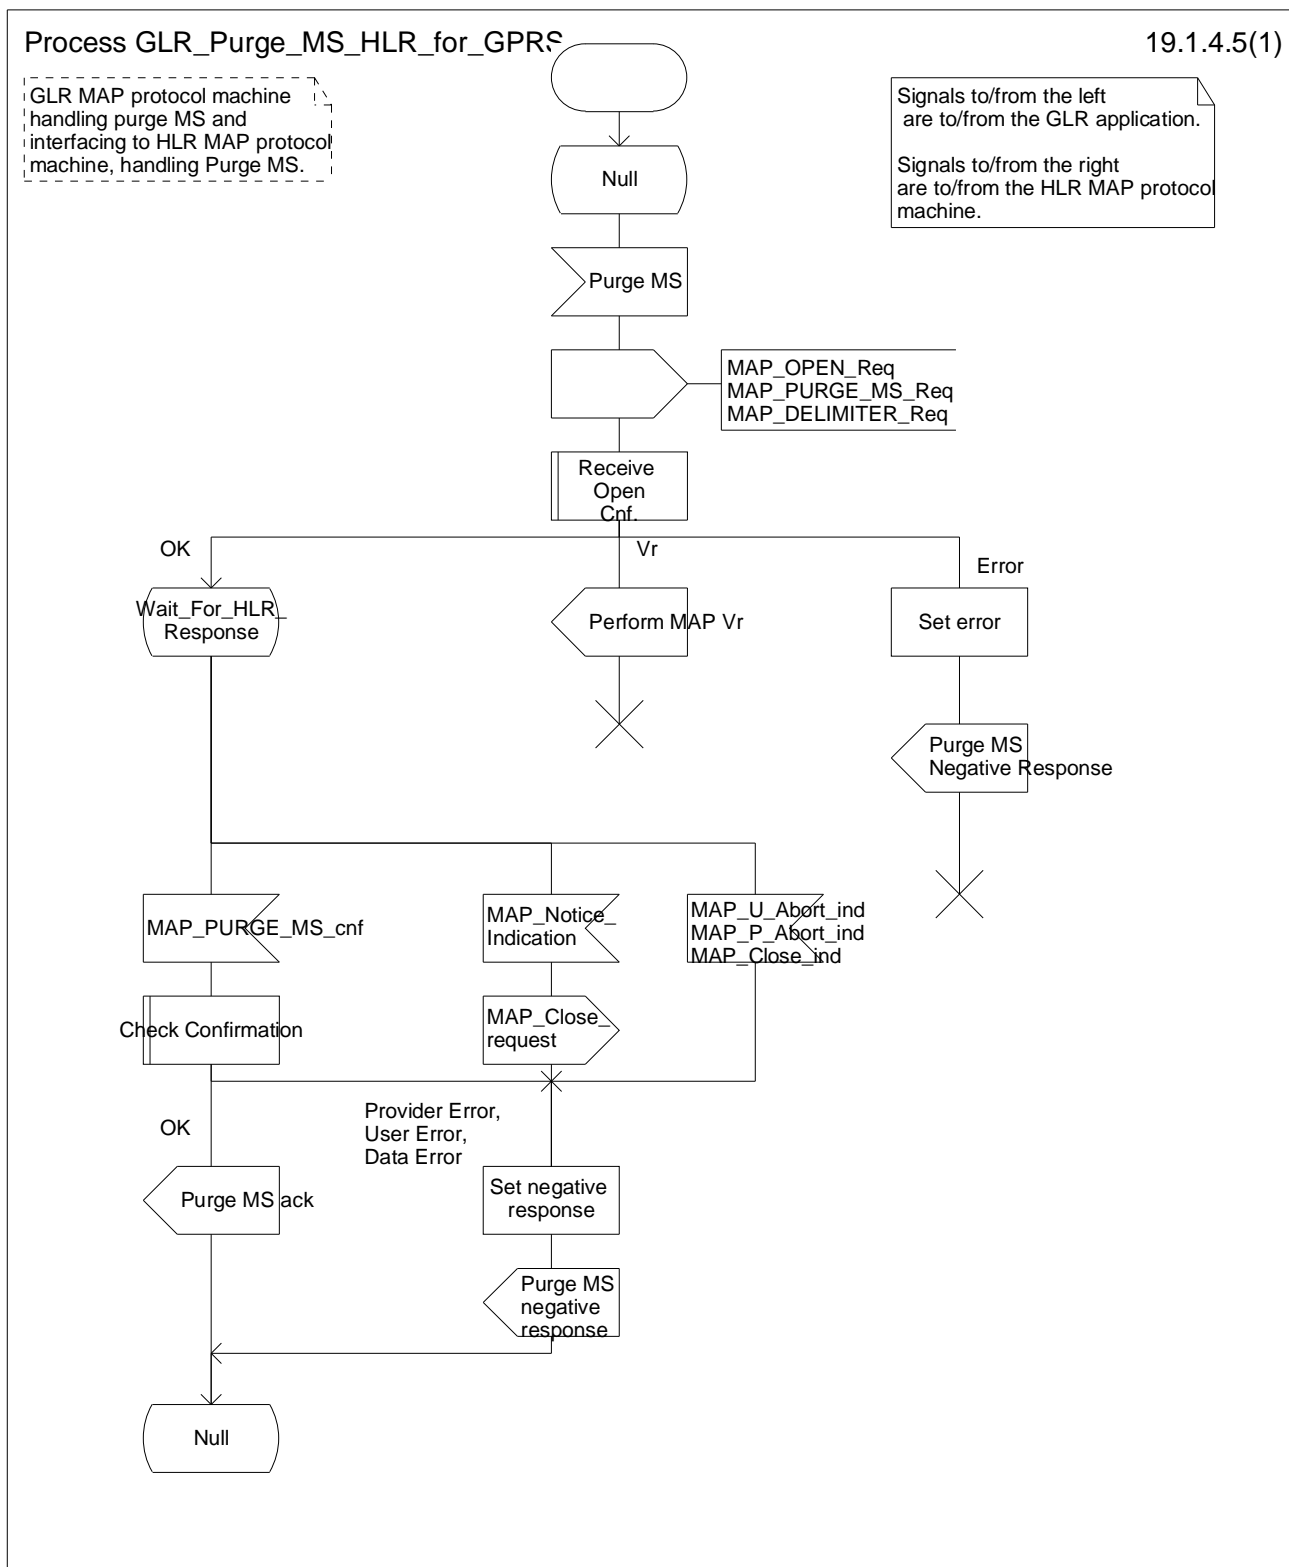 Process GLR_Purge_MS_HLR_for_GPRS
19.1.4.5(1)
GLR MAP protocol machine
handling purge MS and
interfacing to HLR MAP protocol
machine, handling Purge MS.
Signals to/from the left
are to/from the GLR application.
Signals to/from the right
are to/from the HLR MAP protocol
machine.
Null
Purge MS
MAP_OPEN_Req
MAP_PURGE_MS_Req
MAP_DELIMITER_Req
Receive
Open
Cnf.
OK
Vr
Error
Wait_For_HLR_
Response
Perform MAP Vr
Set error
Purge MS
Negative Response
MAP_PURGE_MS_cnf
MAP_Notice_
Indication
MAP_U_Abort_ind
MAP_P_Abort_ind
MAP_Close_ind
Check Confirmation
MAP_Close_
request
OK
Provider Error,
User Error,
Data Error
Purge MS ack
Set negative
response
Purge MS
negative
response
Null